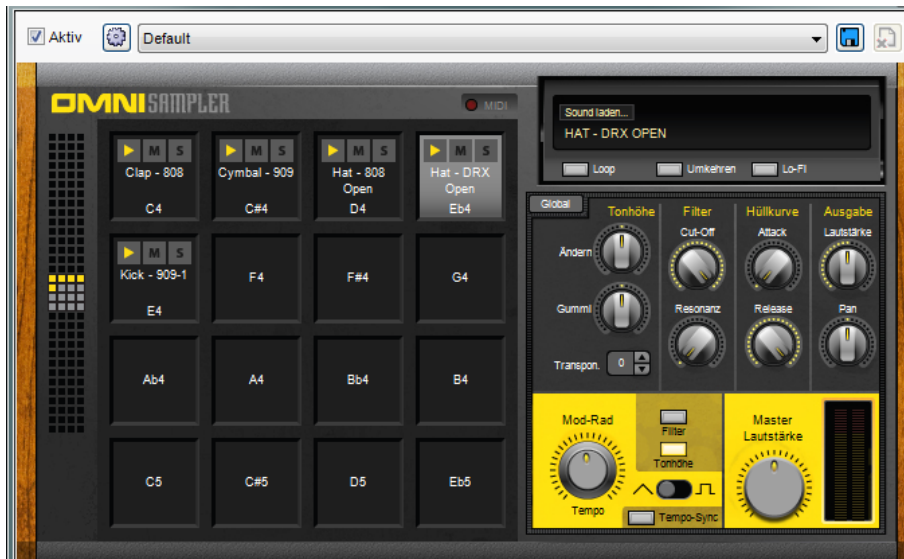 Aktiv
Default
OMNISAMPLER
MIDI
M S
Clap - 808
C4
M S
Cymbal - 909
C#4
M S
Hat - 808
Open
D4
M S
Hat - DRX
Open
Eb4
M S
Kick - 909-1
E4
F4
F#4
G4
Ab4
A4
Bb4
B4
C5
C#5
D5
Eb5
Sound laden...
HAT - DRX OPEN
Loop
Umkehren
Lo-FI
Global
Tonhöhe
Filter
Hüllkurve
Ausgabe
Ändern
Cut-Off
Attack
Lautstärke
Gummi
Resonanz
Release
Pan
Transpon.
0
Mod-Rad
Tempo
Filter
Tonhöhe
Tempo-Sync
Master
Lautstärke